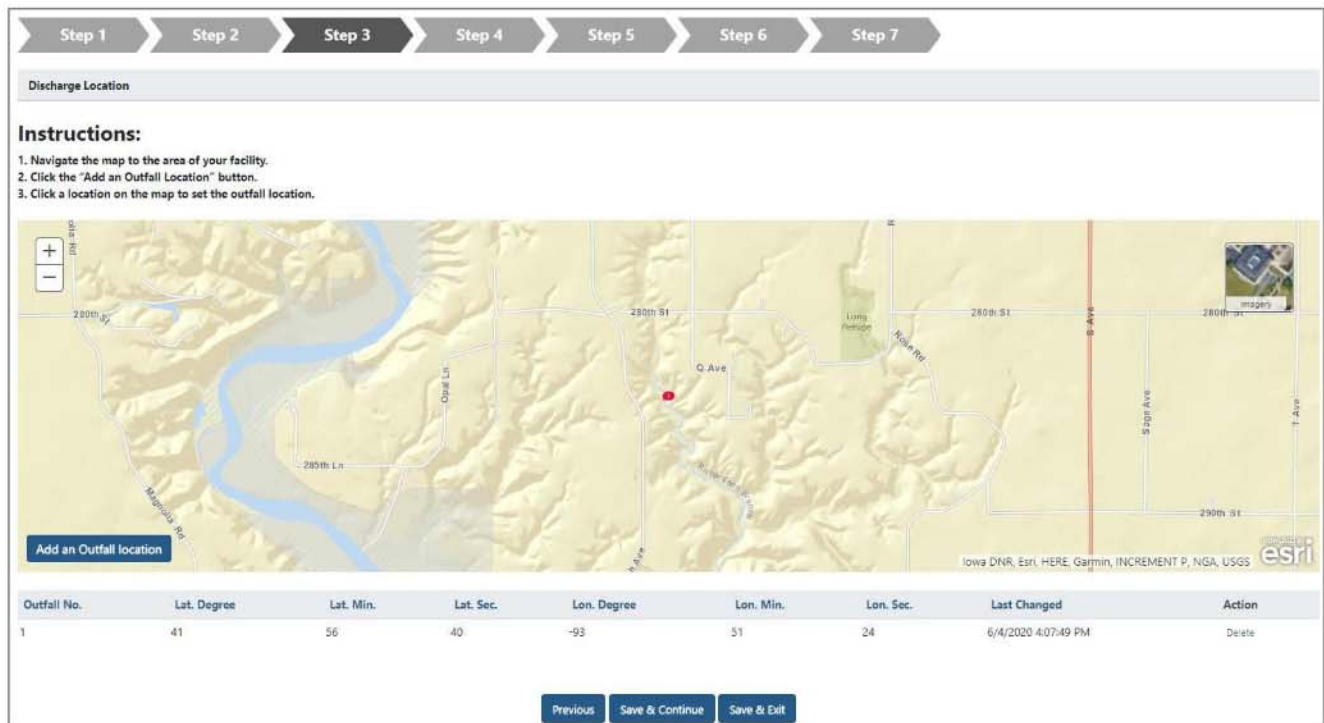 Step 1 Step 2 Step 3 Step 4 Step 5 Step 6 Step 7
Discharge Location
Instructions:
1. Navigate the map to the area of your facility.
2. Click the "Add an Outfall Location" button.
3. Click a location on the map to set the outfall location.
+
−
280th St
280th St
280th St
280th St
Imagery
Long
Rose Rd
Q Ave
Opal Ln
S Ave
Sage Ave
T Ave
285th Ln
Magnolia Rd
290th St
Add an Outfall location
Iowa DNR, Esri, HERE, Garmin, INCREMENT P, NGA, USGS
esri
Outfall No. Lat. Degree Lat. Min. Lat. Sec. Lon. Degree Lon. Min. Lon. Sec. Last Changed Action
1 41 56 40 -93 51 24 6/4/2020 4:07:49 PM Delete
Previous Save & Continue Save & Exit